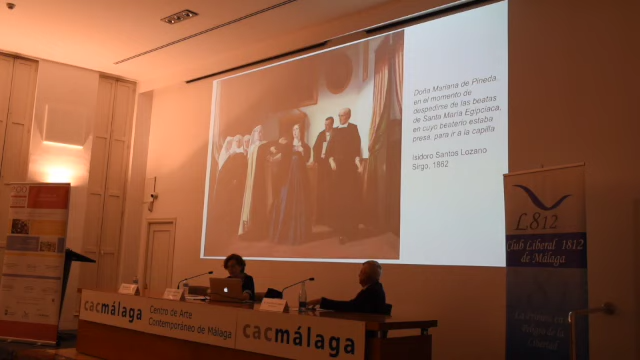 Doña Mariana de Pineda,
en el momento de
despedirse de las beatas
de Santa María Egipcíaca,
en cuyo beaterio estaba
presa, para ir a la capilla
Isidoro Santos Lozano
Sirgo, 1862
L812
Club Liberal 1812
de Málaga
cacmálaga
Centro de Arte
Contemporáneo de Málaga
cacmálaga